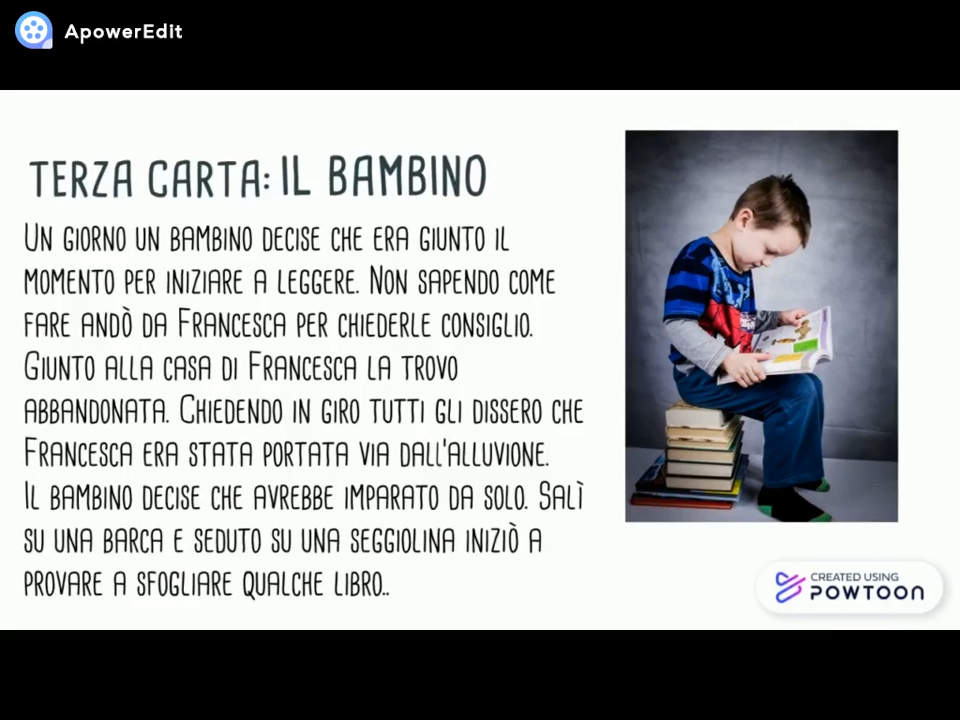 ApowerEdit
TERZA CARTA: IL BAMBINO
UN GIORNO UN BAMBINO DECISE CHE ERA GIUNTO IL
MOMENTO PER INIZIARE A LEGGERE. NON SAPENDO COME
FARE ANDÒ DA FRANCESCA PER CHIEDERLE CONSIGLIO.
GIUNTO ALLA CASA DI FRANCESCA LA TROVO
ABBANDONATA. CHIEDENDO IN GIRO TUTTI GLI DISSERO CHE
FRANCESCA ERA STATA PORTATA VIA DALL'ALLUVIONE.
IL BAMBINO DECISE CHE AVREBBE IMPARATO DA SOLO. SALÌ
SU UNA BARCA E SEDUTO SU UNA SEGGIOLINA INIZIÒ A
PROVARE A SFOGLIARE QUALCHE LIBRO..
CREATED USING
POWTOON